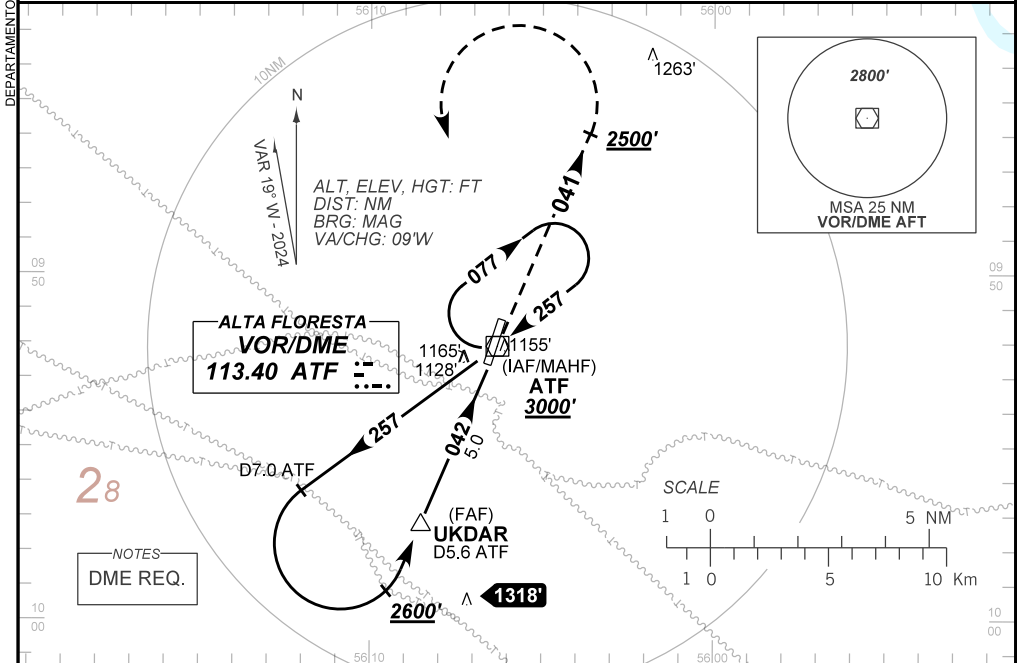 DEPARTAMENTO
56 10
56 00
10NM
1263'
2800'
MSA 25 NM
VOR/DME AFT
N
VAR 19° W - 2024
ALT, ELEV, HGT: FT
DIST: NM
BRG: MAG
VA/CHG: 09'W
2500'
041
077
257
09
50
09
50
ALTA FLORESTA
VOR/DME
113.40 ATF
1165'
1128'
1155'
(IAF/MAHF)
ATF
3000'
257
042
5.0
D7.0 ATF
28
(FAF)
UKDAR
D5.6 ATF
SCALE
1 0 5 NM
1 0 5 10 Km
NOTES
DME REQ.
2600'
1318'
10
00
10
00
56 10
56 00